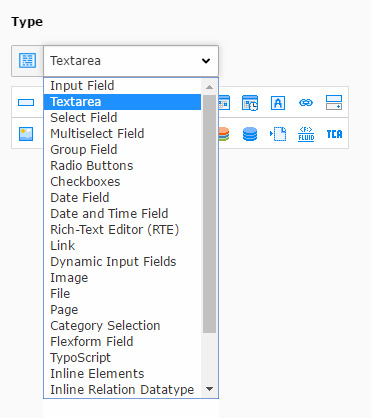 Type
Textarea
Input Field
Textarea
Select Field
Multiselect Field
Group Field
Radio Buttons
Checkboxes
Date Field
Date and Time Field
Rich-Text Editor (RTE)
Link
Dynamic Input Fields
Image
File
Page
Category Selection
Flexform Field
TypoScript
Inline Elements
Inline Relation Datatype
A
<F:>
FLUID
TCA